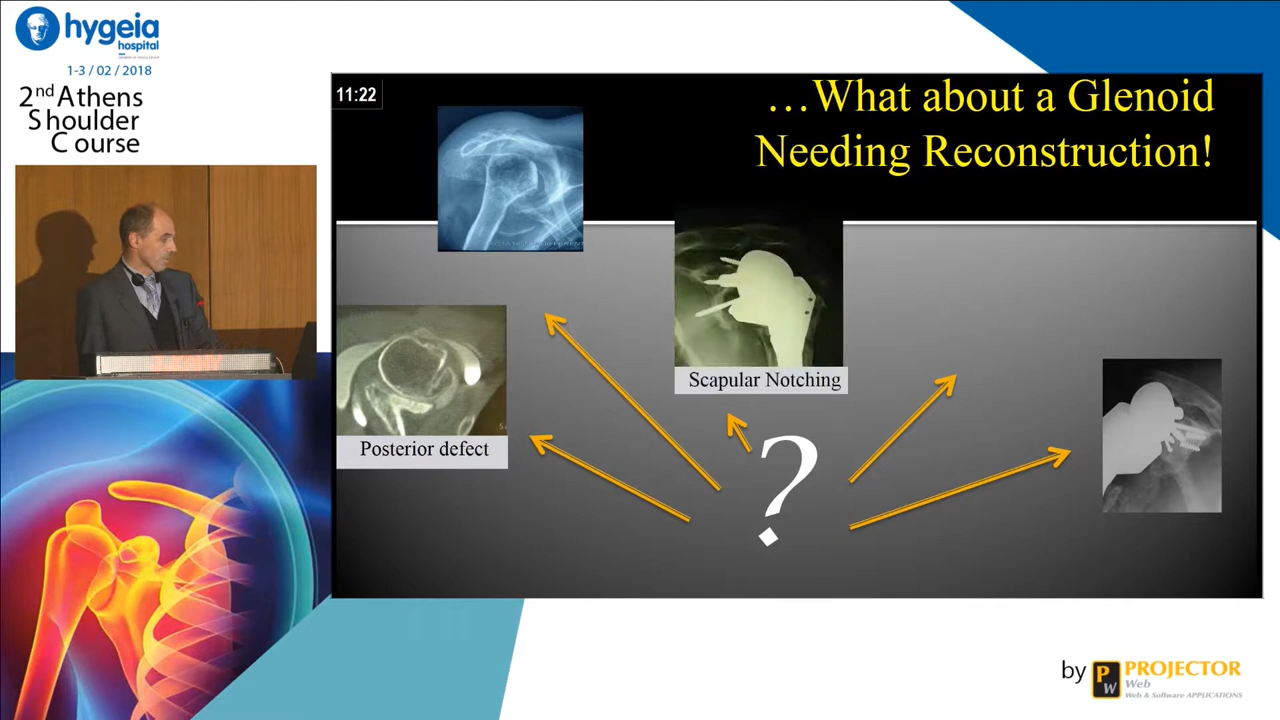 hygeia
hospital
1-3 / 02 / 2018
2nd Athens
Shoulder
Course
11:22
...What about a Glenoid
Needing Reconstruction!
Scapular Notching
Posterior defect
?
by
PW
PROJECTOR
Web
Web & Software APPLICATIONS